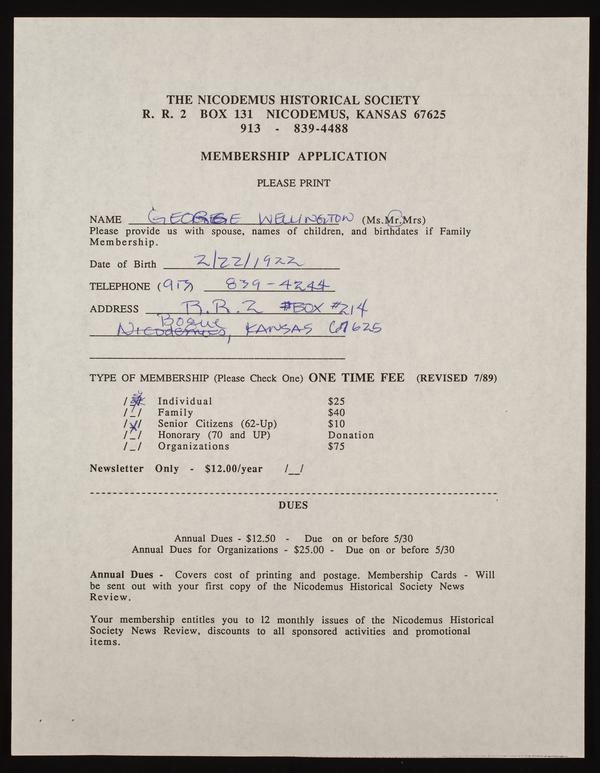 THE NICODEMUS HISTORICAL SOCIETY
R. R. 2 BOX 131 NICODEMUS, KANSAS 67625
913 - 839-4488
MEMBERSHIP APPLICATION
PLEASE PRINT
NAME GEORGE WELLINGTON (Ms.Mr.Mrs)
Please provide us with spouse, names of children, and birthdates if Family
Membership.
Date of Birth 2/22/1922
TELEPHONE (913) 839-4244
ADDRESS R.R.2 #BOX #214
Bogue
NICODEMUS, KANSAS 67625
TYPE OF MEMBERSHIP (Please Check One) ONE TIME FEE (REVISED 7/89)
/_/ Individual $25
/_/ Family $40
/X/ Senior Citizens (62-Up) $10
/_/ Honorary (70 and UP) Donation
/_/ Organizations $75
Newsletter Only - $12.00/year /__/
DUES
Annual Dues - $12.50 - Due on or before 5/30
Annual Dues for Organizations - $25.00 - Due on or before 5/30
Annual Dues - Covers cost of printing and postage. Membership Cards - Will
be sent out with your first copy of the Nicodemus Historical Society News
Review.
Your membership entitles you to 12 monthly issues of the Nicodemus Historical
Society News Review, discounts to all sponsored activities and promotional
items.